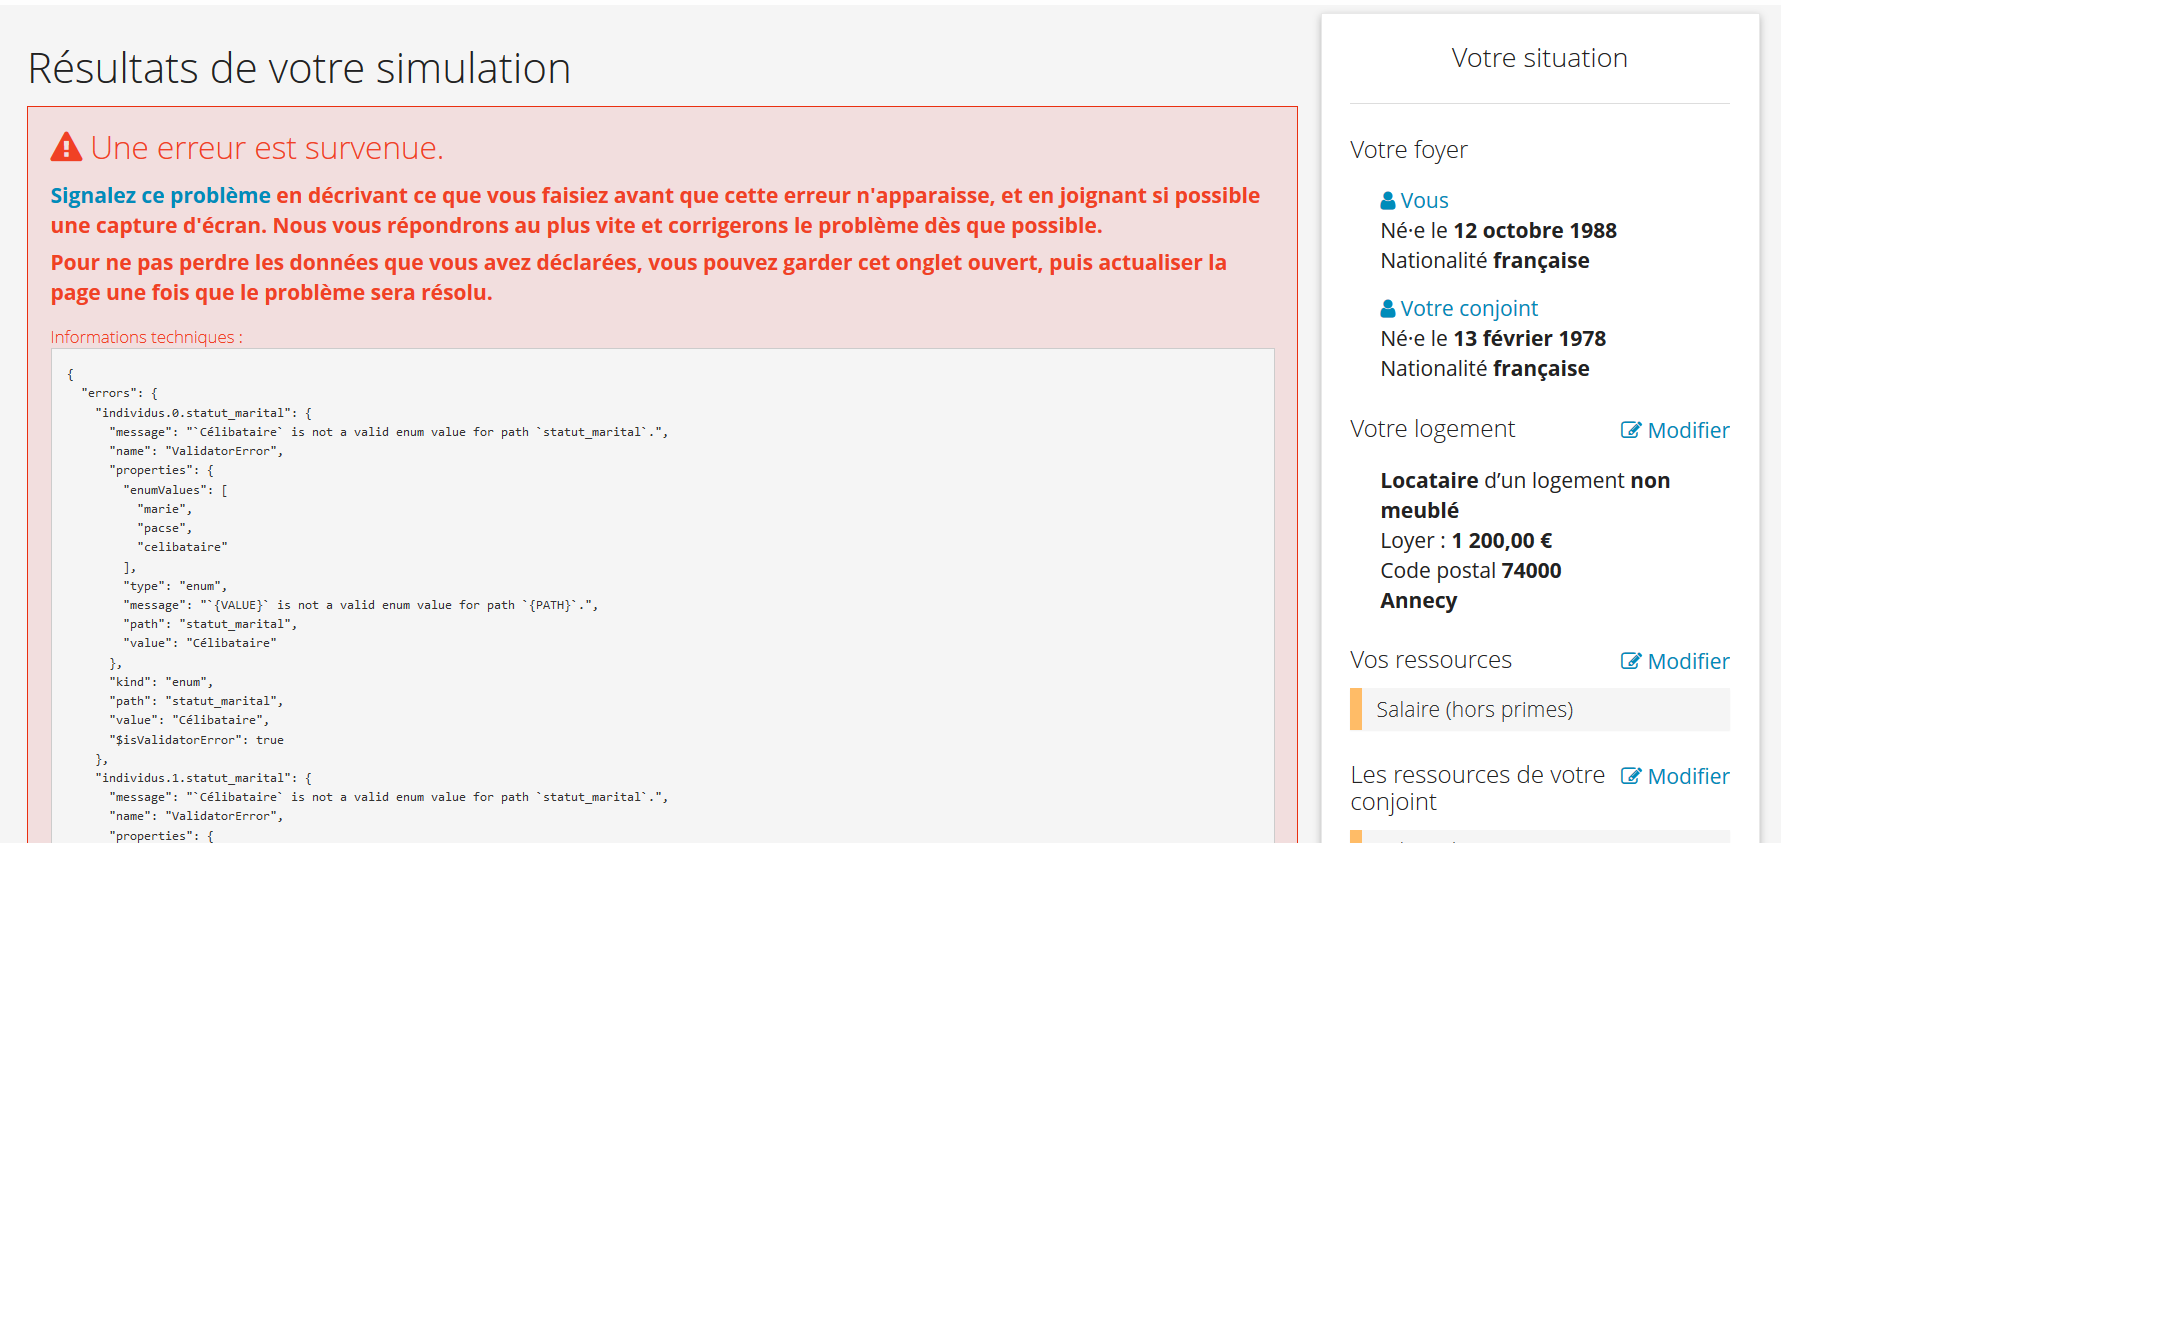 Résultats de votre simulation
Une erreur est survenue.
Signalez ce problème en décrivant ce que vous faisiez avant que cette erreur n'apparaisse, et en joignant si possible
une capture d'écran. Nous vous répondrons au plus vite et corrigerons le problème dès que possible.
Pour ne pas perdre les données que vous avez déclarées, vous pouvez garder cet onglet ouvert, puis actualiser la
page une fois que le problème sera résolu.
Informations techniques :
{
"errors": {
"individus.0.statut_marital": {
"message": "`Célibataire` is not a valid enum value for path `statut_marital`.",
"name": "ValidatorError",
"properties": {
"enumValues": [
"marie",
"pacse",
"celibataire"
],
"type": "enum",
"message": "`{VALUE}` is not a valid enum value for path `{PATH}`.",
"path": "statut_marital",
"value": "Célibataire"
},
"kind": "enum",
"path": "statut_marital",
"value": "Célibataire",
"$isValidatorError": true
},
"individus.1.statut_marital": {
"message": "`Célibataire` is not a valid enum value for path `statut_marital`.",
"name": "ValidatorError",
"properties": {
Votre situation
Votre foyer
Vous
Né·e le 12 octobre 1988
Nationalité française
Votre conjoint
Né·e le 13 février 1978
Nationalité française
Votre logement Modifier
Locataire d’un logement non
meublé
Loyer : 1 200,00 €
Code postal 74000
Annecy
Vos ressources Modifier
Salaire (hors primes)
Les ressources de votre Modifier
conjoint